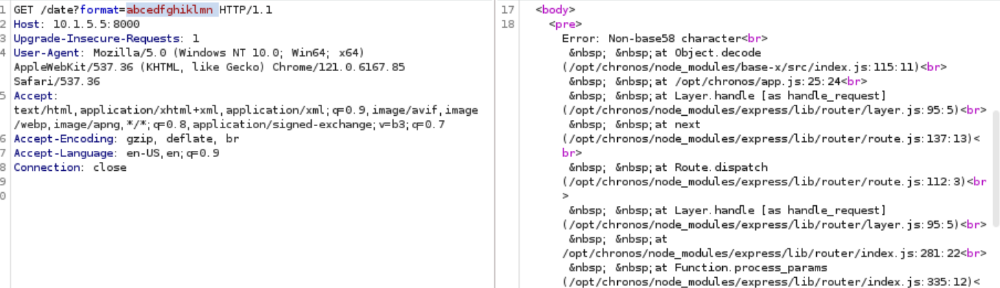 1 GET /date?format=abcedfghiklmn HTTP/1.1
2 Host: 10.1.5.5:8000
3 Upgrade-Insecure-Requests: 1
4 User-Agent: Mozilla/5.0 (Windows NT 10.0; Win64; x64)
AppleWebKit/537.36 (KHTML, like Gecko) Chrome/121.0.6167.85
Safari/537.36
5 Accept:
text/html,application/xhtml+xml,application/xml;q=0.9,image/avif,image
/webp,image/apng,*/*;q=0.8,application/signed-exchange;v=b3;q=0.7
6 Accept-Encoding: gzip, deflate, br
7 Accept-Language: en-US,en;q=0.9
8 Connection: close
9
0
17 <body>
18 <pre>
Error: Non-base58 character<br>
&nbsp; &nbsp;at Object.decode
(/opt/chronos/node_modules/base-x/src/index.js:115:11)<br>
&nbsp; &nbsp;at /opt/chronos/app.js:25:24<br>
&nbsp; &nbsp;at Layer.handle [as handle_request]
(/opt/chronos/node_modules/express/lib/router/layer.js:95:5)<br>
&nbsp; &nbsp;at next
(/opt/chronos/node_modules/express/lib/router/route.js:137:13)<
br>
&nbsp; &nbsp;at Route.dispatch
(/opt/chronos/node_modules/express/lib/router/route.js:112:3)<br
>
&nbsp; &nbsp;at Layer.handle [as handle_request]
(/opt/chronos/node_modules/express/lib/router/layer.js:95:5)<br>
&nbsp; &nbsp;at
/opt/chronos/node_modules/express/lib/router/index.js:281:22<br>
&nbsp; &nbsp;at Function.process_params
(/opt/chronos/node_modules/express/lib/router/index.js:335:12)<